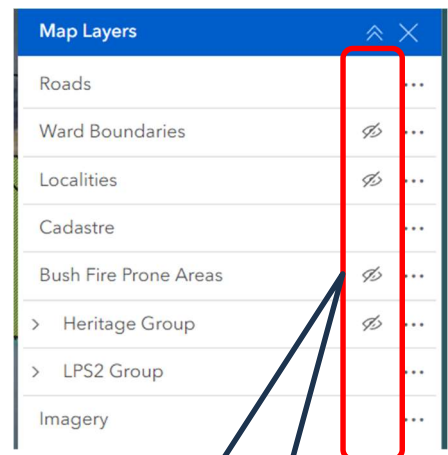 Map Layers
Roads
Ward Boundaries
Localities
Cadastre
Bush Fire Prone Areas
Heritage Group
LPS2 Group
Imagery